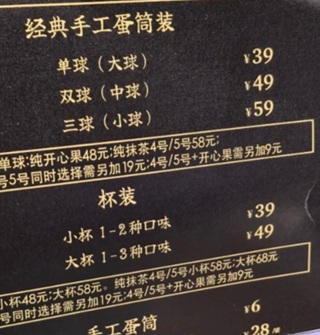 经典手工蛋筒装
单球（大球） ¥39
双球（中球） ¥49
三球（小球） ¥59
单球:纯开心果48元;纯抹茶4号/5号58元;
号5号同时选择需另加19元;4号/5号+开心果需另加9元
杯装
小杯 1-2种口味 ¥39
大杯 1-3种口味 ¥49
小杯48元;大杯58元。纯抹茶4号/5号小杯58元;大杯68元
号5号同时选择需另加19元;4号/5号+开心果需另加9元
手工蛋筒 ¥6
¥28/